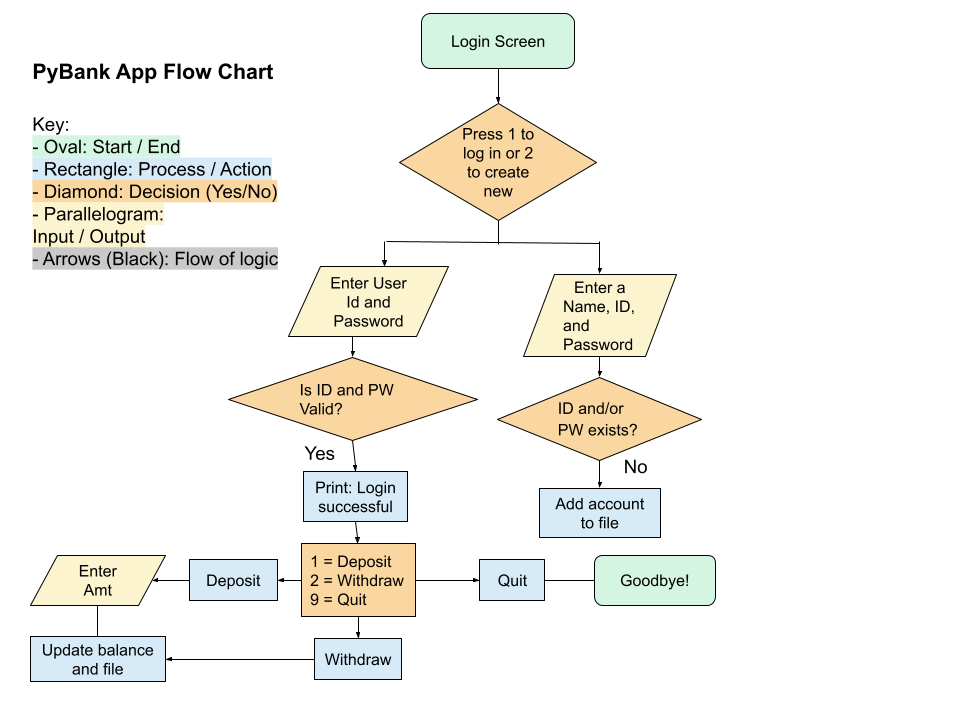 Login Screen
PyBank App Flow Chart
Key:
- Oval: Start / End
- Rectangle: Process / Action
- Diamond: Decision (Yes/No)
- Parallelogram:
Input / Output
- Arrows (Black): Flow of logic
Press 1 to
log in or 2
to create
new
Enter User
Id and
Password
Enter a
Name, ID,
and
Password
Is ID and PW
Valid?
ID and/or
PW exists?
Yes
No
Print: Login
successful
Add account
to file
Enter
Amt
Deposit
1 = Deposit
2 = Withdraw
9 = Quit
Quit
Goodbye!
Update balance
and file
Withdraw